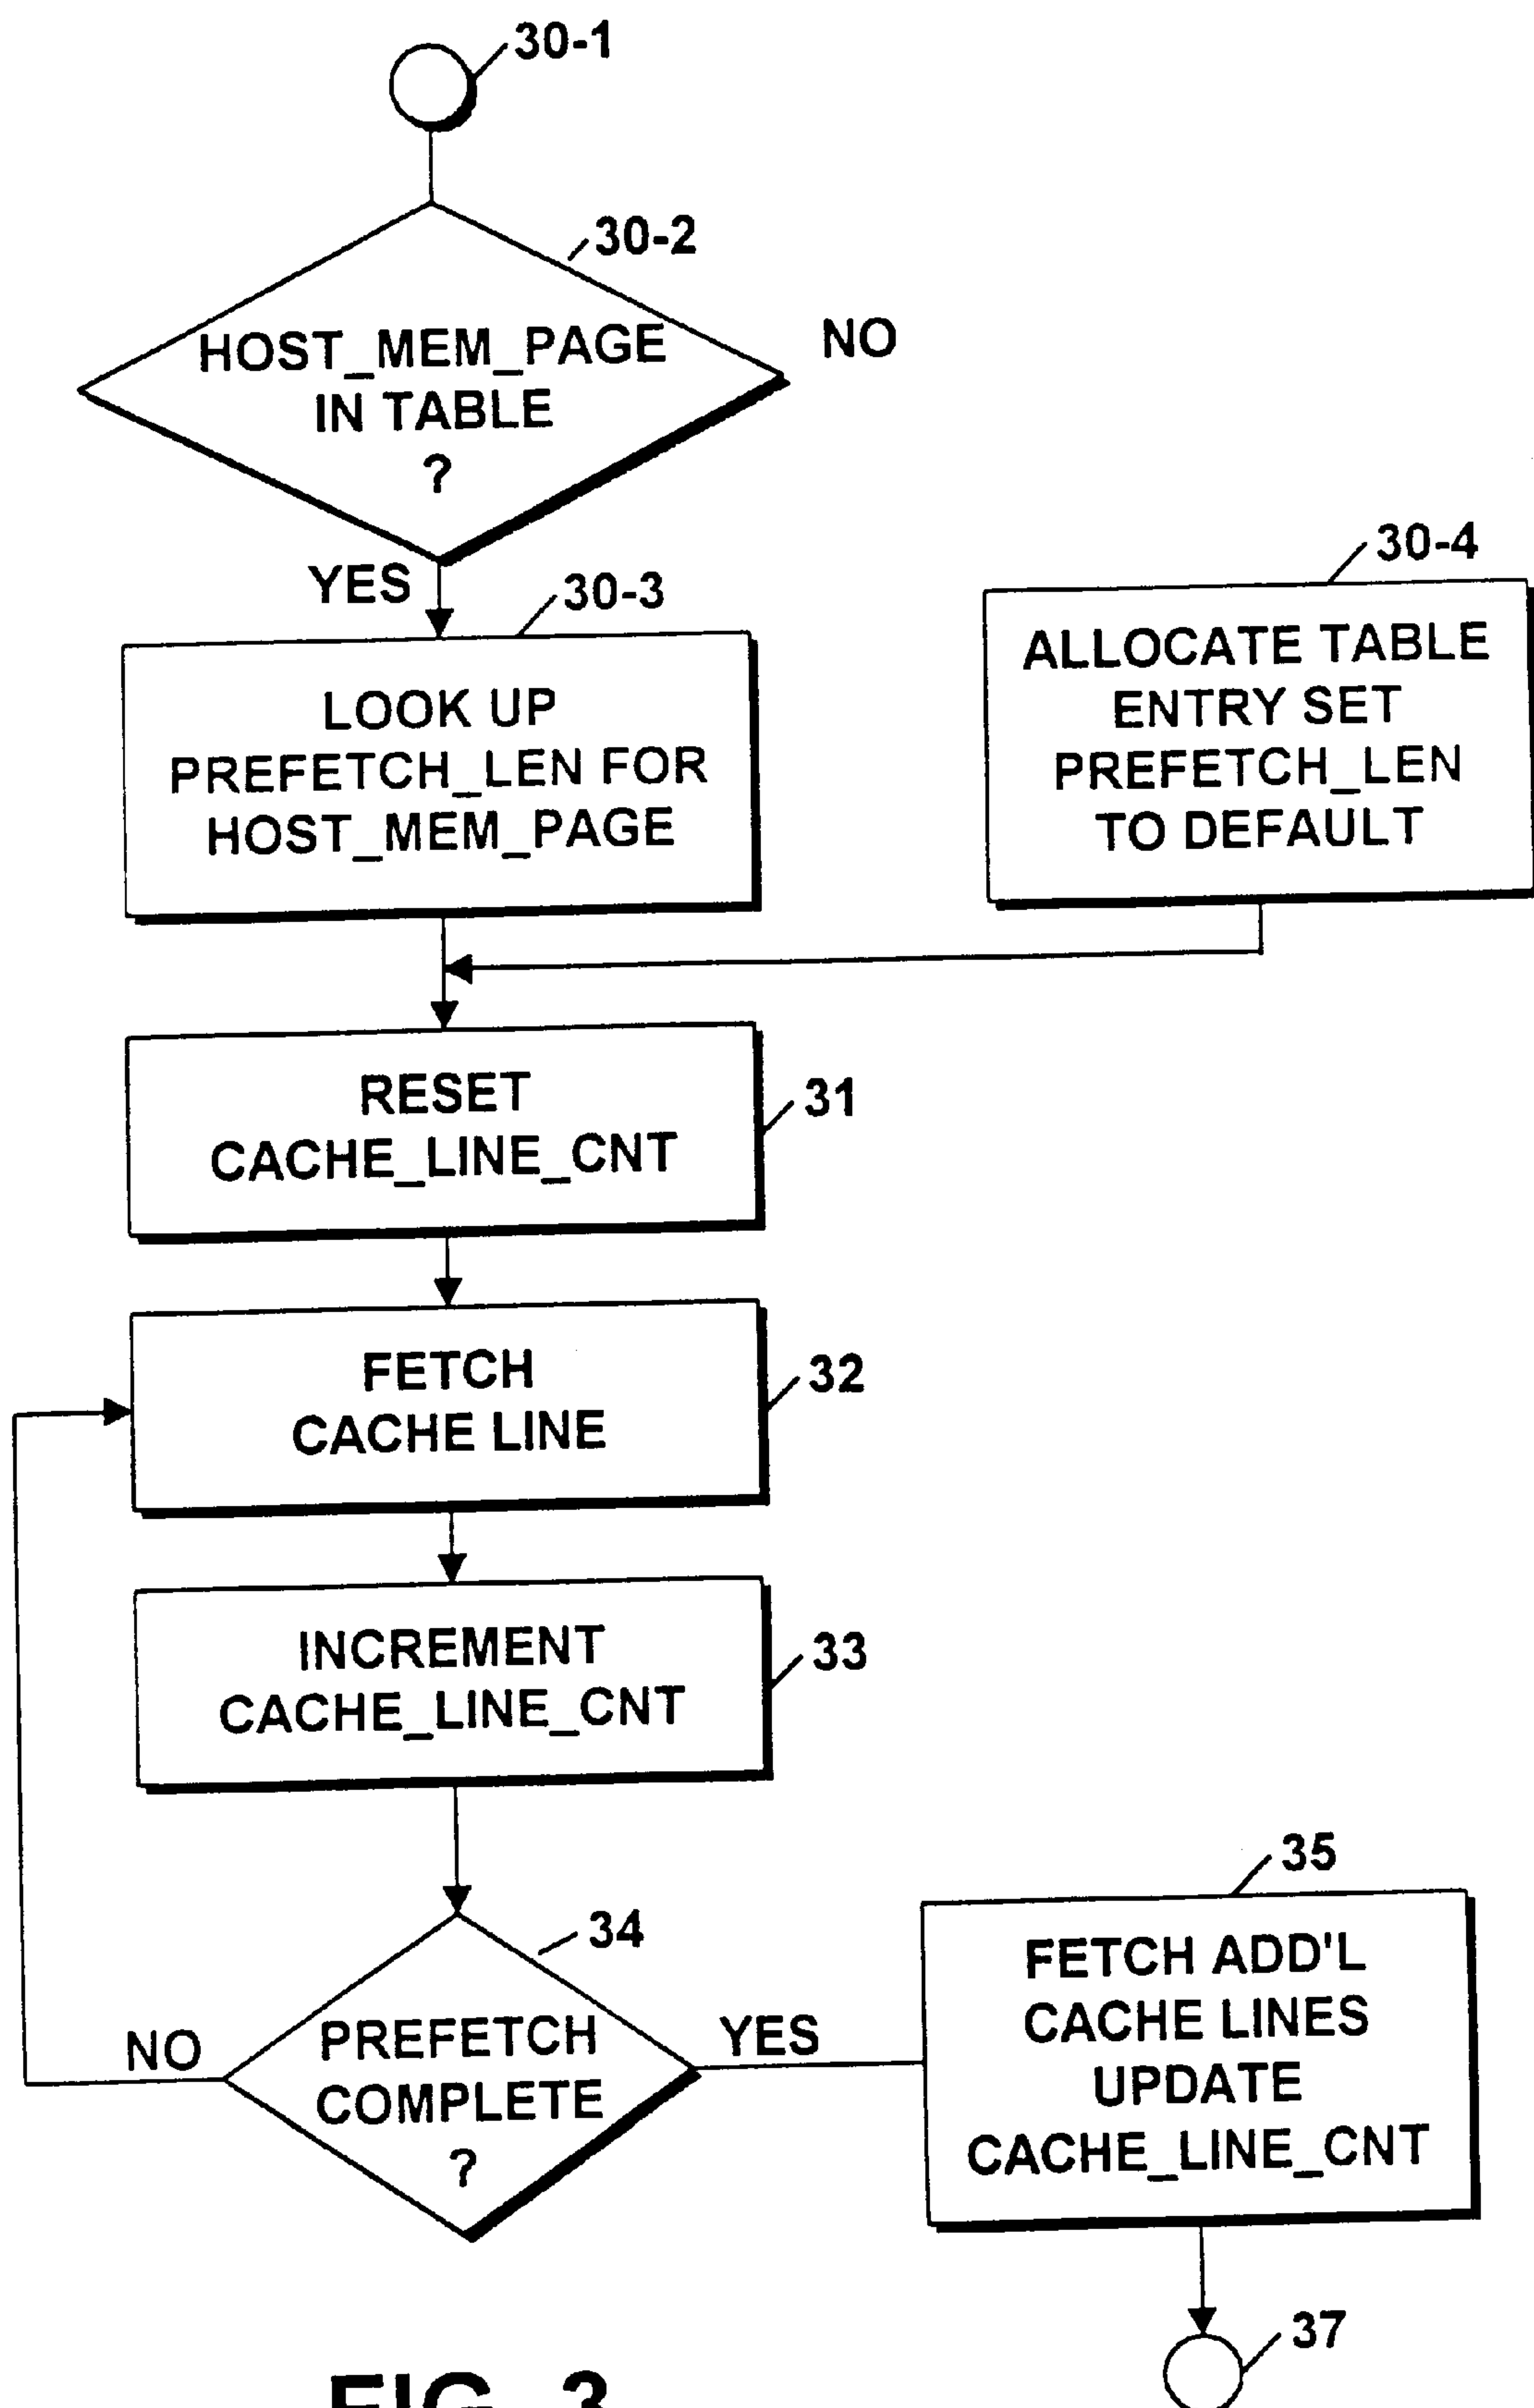 30-1
30-2
HOST_MEM_PAGE
IN TABLE
?
NO
YES
30-3
LOOK UP
PREFETCH_LEN FOR
HOST_MEM_PAGE
30-4
ALLOCATE TABLE
ENTRY SET
PREFETCH_LEN
TO DEFAULT
RESET
CACHE_LINE_CNT
31
FETCH
CACHE LINE
32
INCREMENT
CACHE_LINE_CNT
33
34
PREFETCH
COMPLETE
?
NO
YES
35
FETCH ADD'L
CACHE LINES
UPDATE
CACHE_LINE_CNT
37
FIG. 3